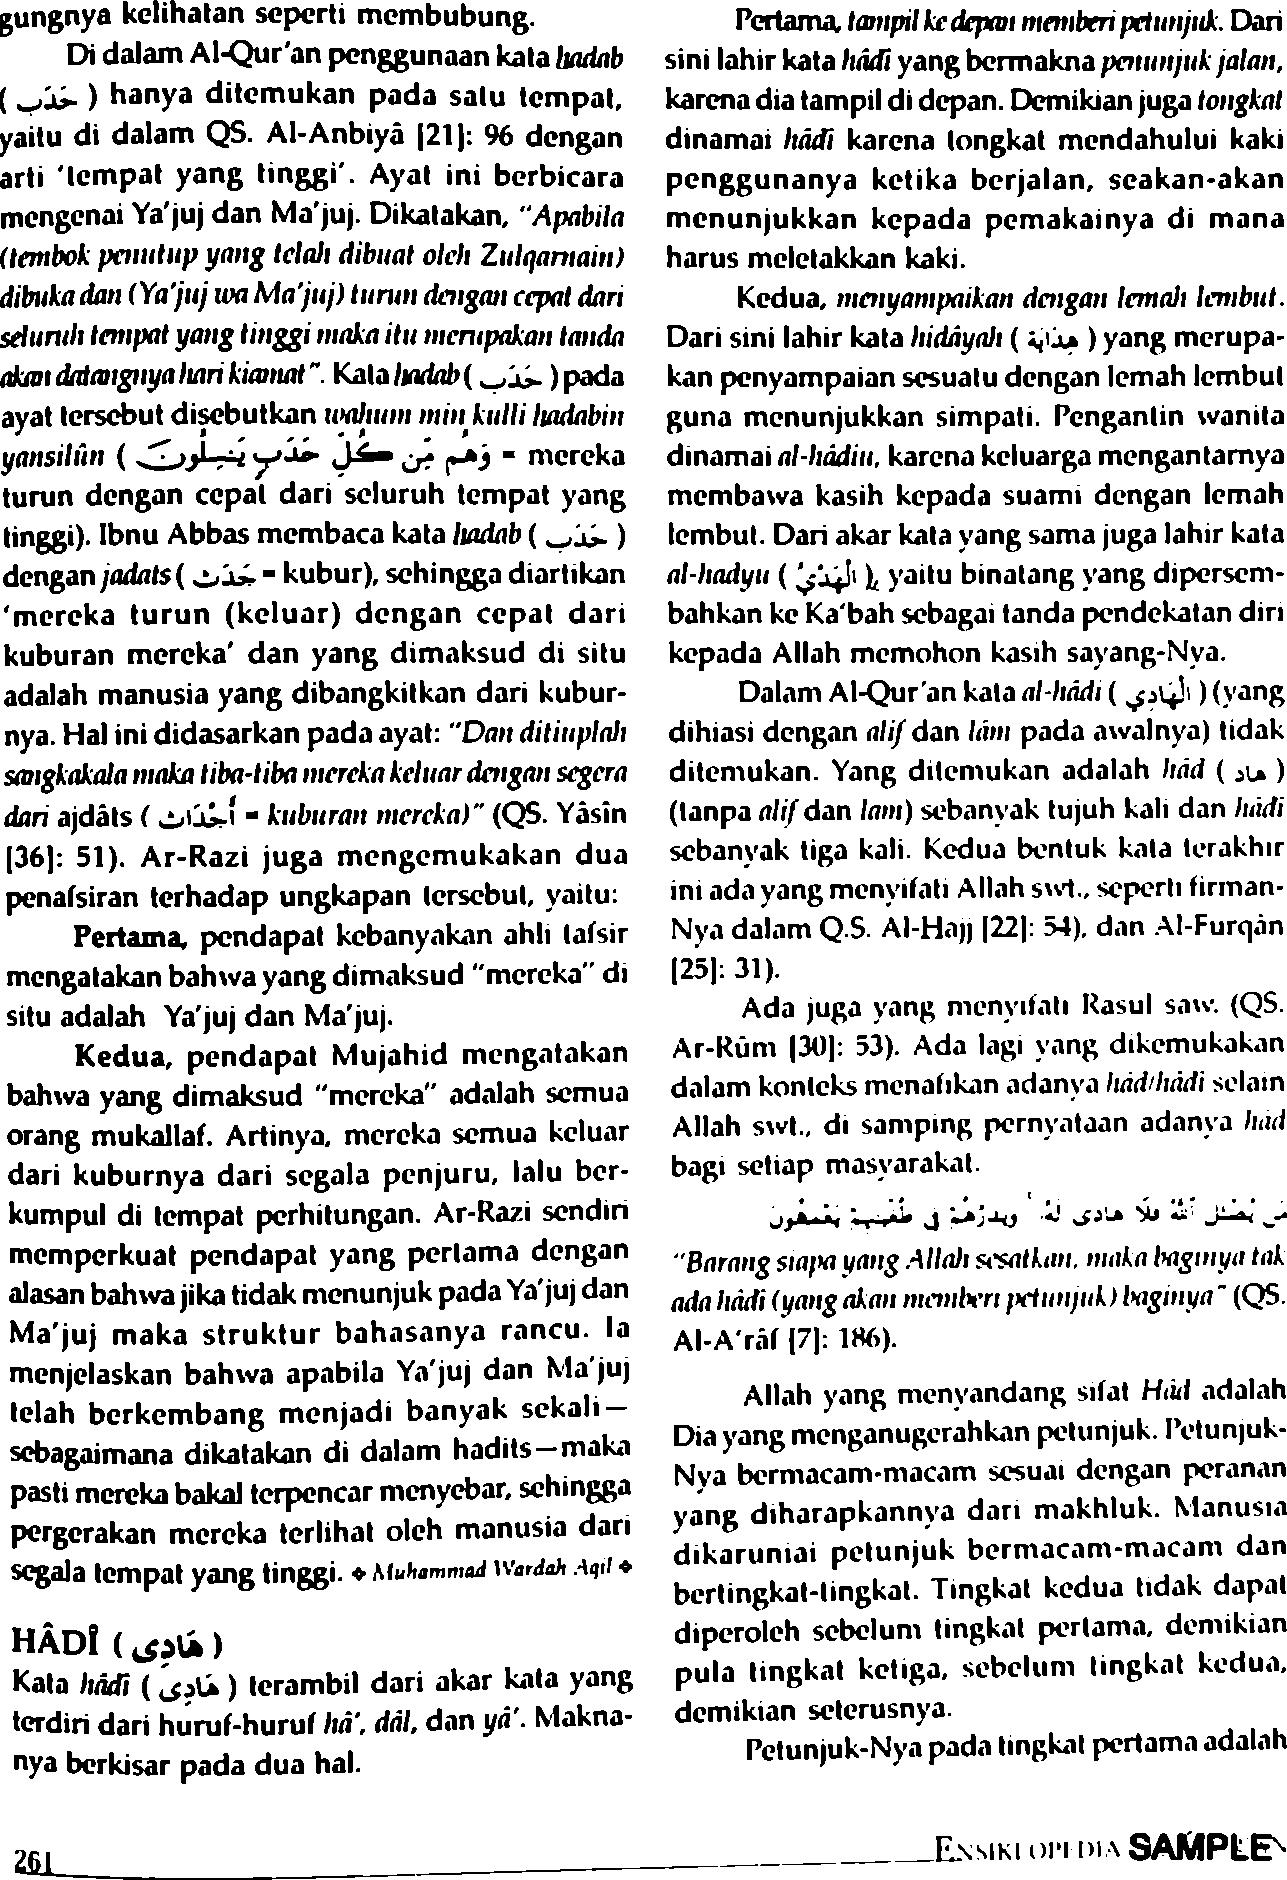 gungnya kelihatan seperti membubung.
Di dalam Al-Qur'an penggunaan kata hadab
( حَدَب ) hanya ditemukan pada satu tempat,
yaitu di dalam QS. Al-Anbiyâ [21]: 96 dengan
arti 'tempat yang tinggi'. Ayat ini berbicara
mengenai Ya'juj dan Ma'juj. Dikatakan, "Apabila
(tembok penutup yang telah dibuat oleh Zulqarnain)
dibuka dan (Ya'juj wa Ma'juj) turun dengan cepat dari
seluruh tempat yang tinggi maka itu merupakan tanda
akan datangnya hari kiamat". Kata hadab ( حَدَب ) pada
ayat tersebut disebutkan wahum min kulli hadabin
yansilûn ( وَهُم مِّن كُلِّ حَدَبٍ يَنسِلُونَ = mereka
turun dengan cepat dari seluruh tempat yang
tinggi). Ibnu Abbas membaca kata hadab ( حَدَب )
dengan jadats ( جَدَث = kubur), sehingga diartikan
'mereka turun (keluar) dengan cepat dari
kuburan mereka' dan yang dimaksud di situ
adalah manusia yang dibangkitkan dari kubur-
nya. Hal ini didasarkan pada ayat: "Dan ditiuplah
sangkakala maka tiba-tiba mereka keluar dengan segera
dari ajdâts ( أَجْدَاث = kuburan mereka)" (QS. Yâsîn
[36]: 51). Ar-Razi juga mengemukakan dua
penafsiran terhadap ungkapan tersebut, yaitu:
Pertama, pendapat kebanyakan ahli tafsir
mengatakan bahwa yang dimaksud "mereka" di
situ adalah Ya'juj dan Ma'juj.
Kedua, pendapat Mujahid mengatakan
bahwa yang dimaksud "mereka" adalah semua
orang mukallaf. Artinya, mereka semua keluar
dari kuburnya dari segala penjuru, lalu ber-
kumpul di tempat perhitungan. Ar-Razi sendiri
memperkuat pendapat yang pertama dengan
alasan bahwa jika tidak menunjuk pada Ya'juj dan
Ma'juj maka struktur bahasanya rancu. Ia
menjelaskan bahwa apabila Ya'juj dan Ma'juj
telah berkembang menjadi banyak sekali—
sebagaimana dikatakan di dalam hadits—maka
pasti mereka bakal terpencar menyebar, sehingga
pergerakan mereka terlihat oleh manusia dari
segala tempat yang tinggi. ❖ Muhammad Wardah Aqil ❖
HÂDÎ ( هَادِى )
Kata hâdî ( هَادِى ) terambil dari akar kata yang
terdiri dari huruf-huruf hâ', dâl, dan yâ'. Makna-
nya berkisar pada dua hal.
Pertama, tampil ke depan memberi petunjuk. Dari
sini lahir kata hâdî yang bermakna penunjuk jalan,
karena dia tampil di depan. Demikian juga tongkat
dinamai hâdî karena tongkat mendahului kaki
penggunanya ketika berjalan, seakan-akan
menunjukkan kepada pemakainya di mana
harus meletakkan kaki.
Kedua, menyampaikan dengan lemah lembut.
Dari sini lahir kata hidâyah ( هِدَايَة ) yang merupa-
kan penyampaian sesuatu dengan lemah lembut
guna menunjukkan simpati. Pengantin wanita
dinamai al-hâdiu, karena keluarga mengantarnya
membawa kasih kepada suami dengan lemah
lembut. Dari akar kata yang sama juga lahir kata
al-hadyu ( الْهَدْيُ ), yaitu binatang yang dipersem-
bahkan ke Ka'bah sebagai tanda pendekatan diri
kepada Allah memohon kasih sayang-Nya.
Dalam Al-Qur'an kata al-hâdi ( الْهَادِي ) (yang
dihiasi dengan alif dan lâm pada awalnya) tidak
ditemukan. Yang ditemukan adalah hâd ( هَاد )
(tanpa alif dan lam) sebanyak tujuh kali dan hâdi
sebanyak tiga kali. Kedua bentuk kata terakhir
ini ada yang menyifati Allah swt., seperti firman-
Nya dalam Q.S. Al-Hajj [22]: 54), dan Al-Furqân
[25]: 31).
Ada juga yang menyifati Rasul saw. (QS.
Ar-Rûm [30]: 53). Ada lagi yang dikemukakan
dalam konteks menafikan adanya hâd/hâdi selain
Allah swt., di samping pernyataan adanya hâd
bagi setiap masyarakat.
مَن يُضْلِلِ ٱللَّهُ فَلَا هَادِىَ لَهُۥ ۚ وَيَذَرُهُمْ فِى طُغْيَٰنِهِمْ يَعْمَهُونَ
"Barang siapa yang Allah sesatkan, maka baginya tak
ada hâdi (yang akan memberi petunjuk) baginya" (QS.
Al-A'râf [7]: 186).
Allah yang menyandang sifat Hâd adalah
Dia yang menganugerahkan petunjuk. Petunjuk-
Nya bermacam-macam sesuai dengan peranan
yang diharapkannya dari makhluk. Manusia
dikaruniai petunjuk bermacam-macam dan
bertingkat-tingkat. Tingkat kedua tidak dapat
diperoleh sebelum tingkat pertama, demikian
pula tingkat ketiga, sebelum tingkat kedua,
demikian seterusnya.
Petunjuk-Nya pada tingkat pertama adalah
261
ENSIKLOPEDIA SAMPLE